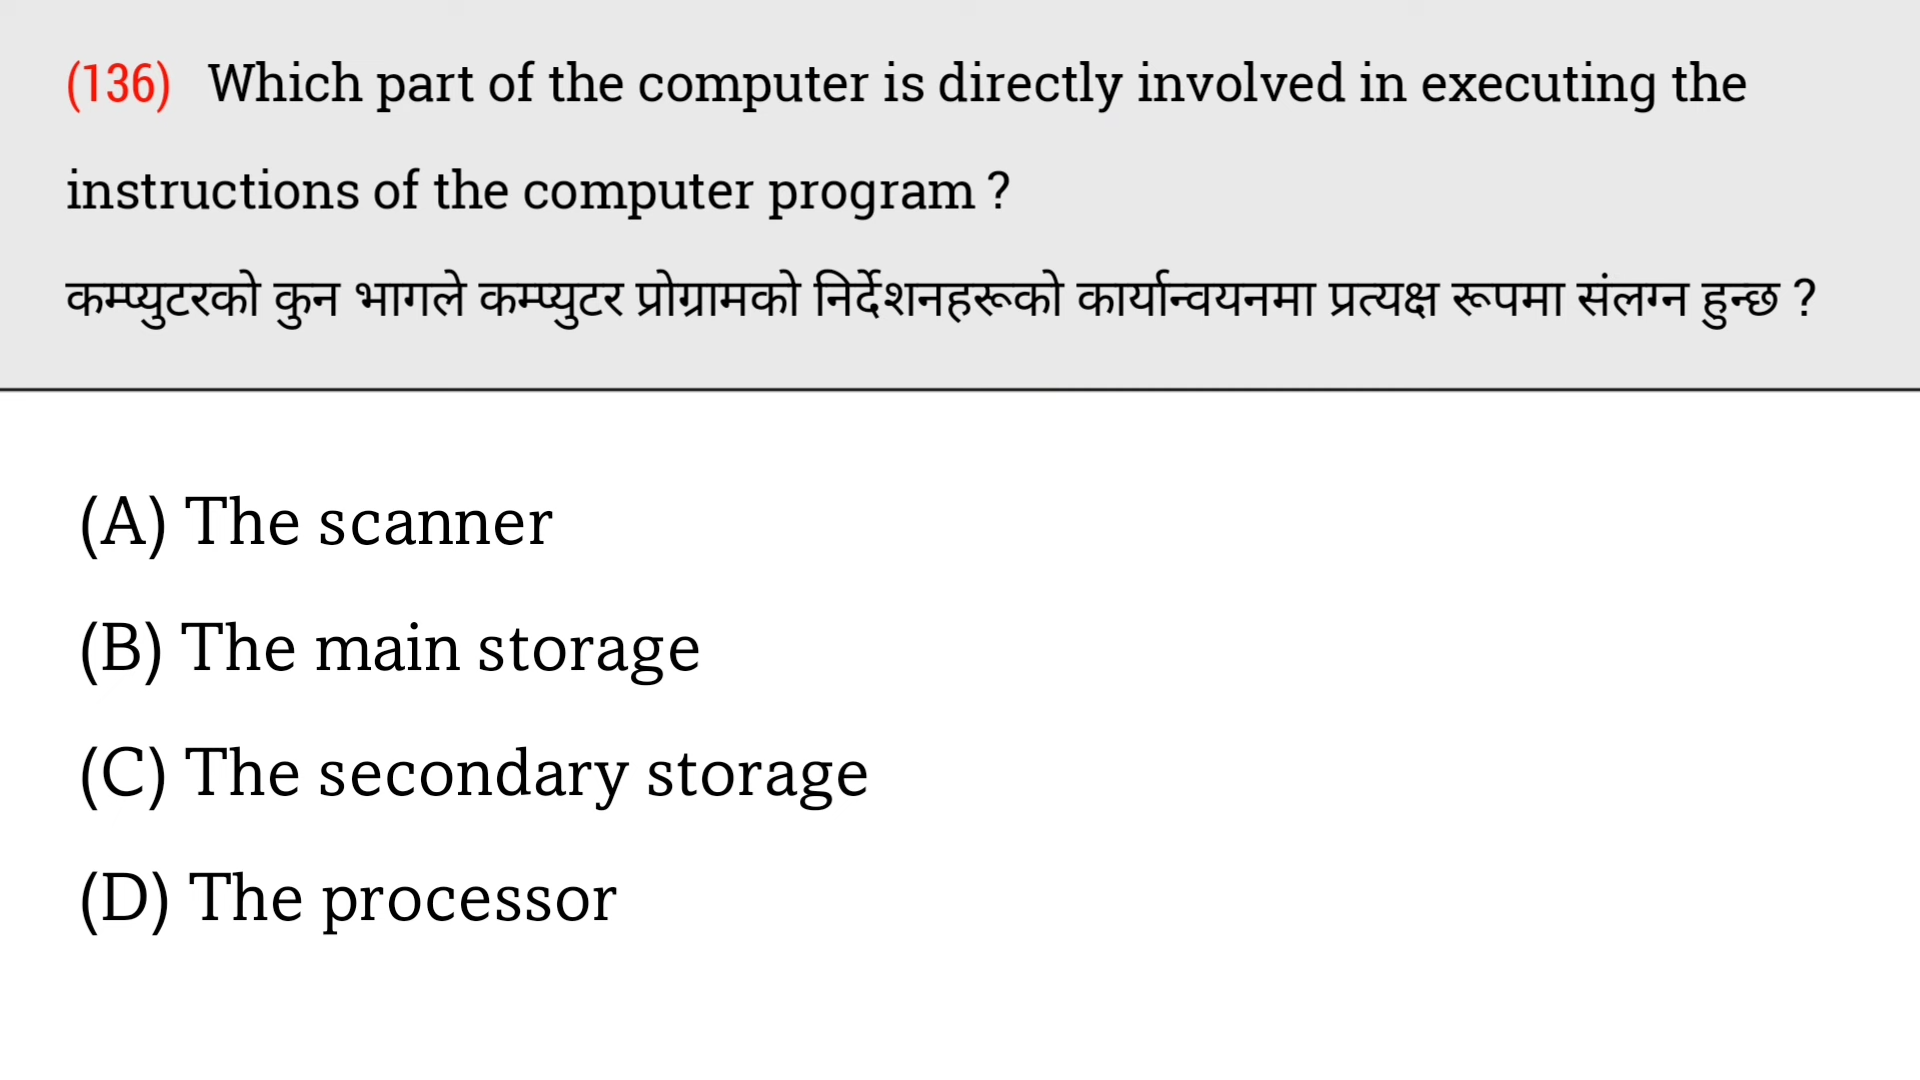 (136) Which part of the computer is directly involved in executing the
instructions of the computer program ?
कम्प्युटरको कुन भागले कम्प्युटर प्रोग्रामको निर्देशनहरूको कार्यान्वयनमा प्रत्यक्ष रूपमा संलग्न हुन्छ ?
(A) The scanner
(B) The main storage
(C) The secondary storage
(D) The processor